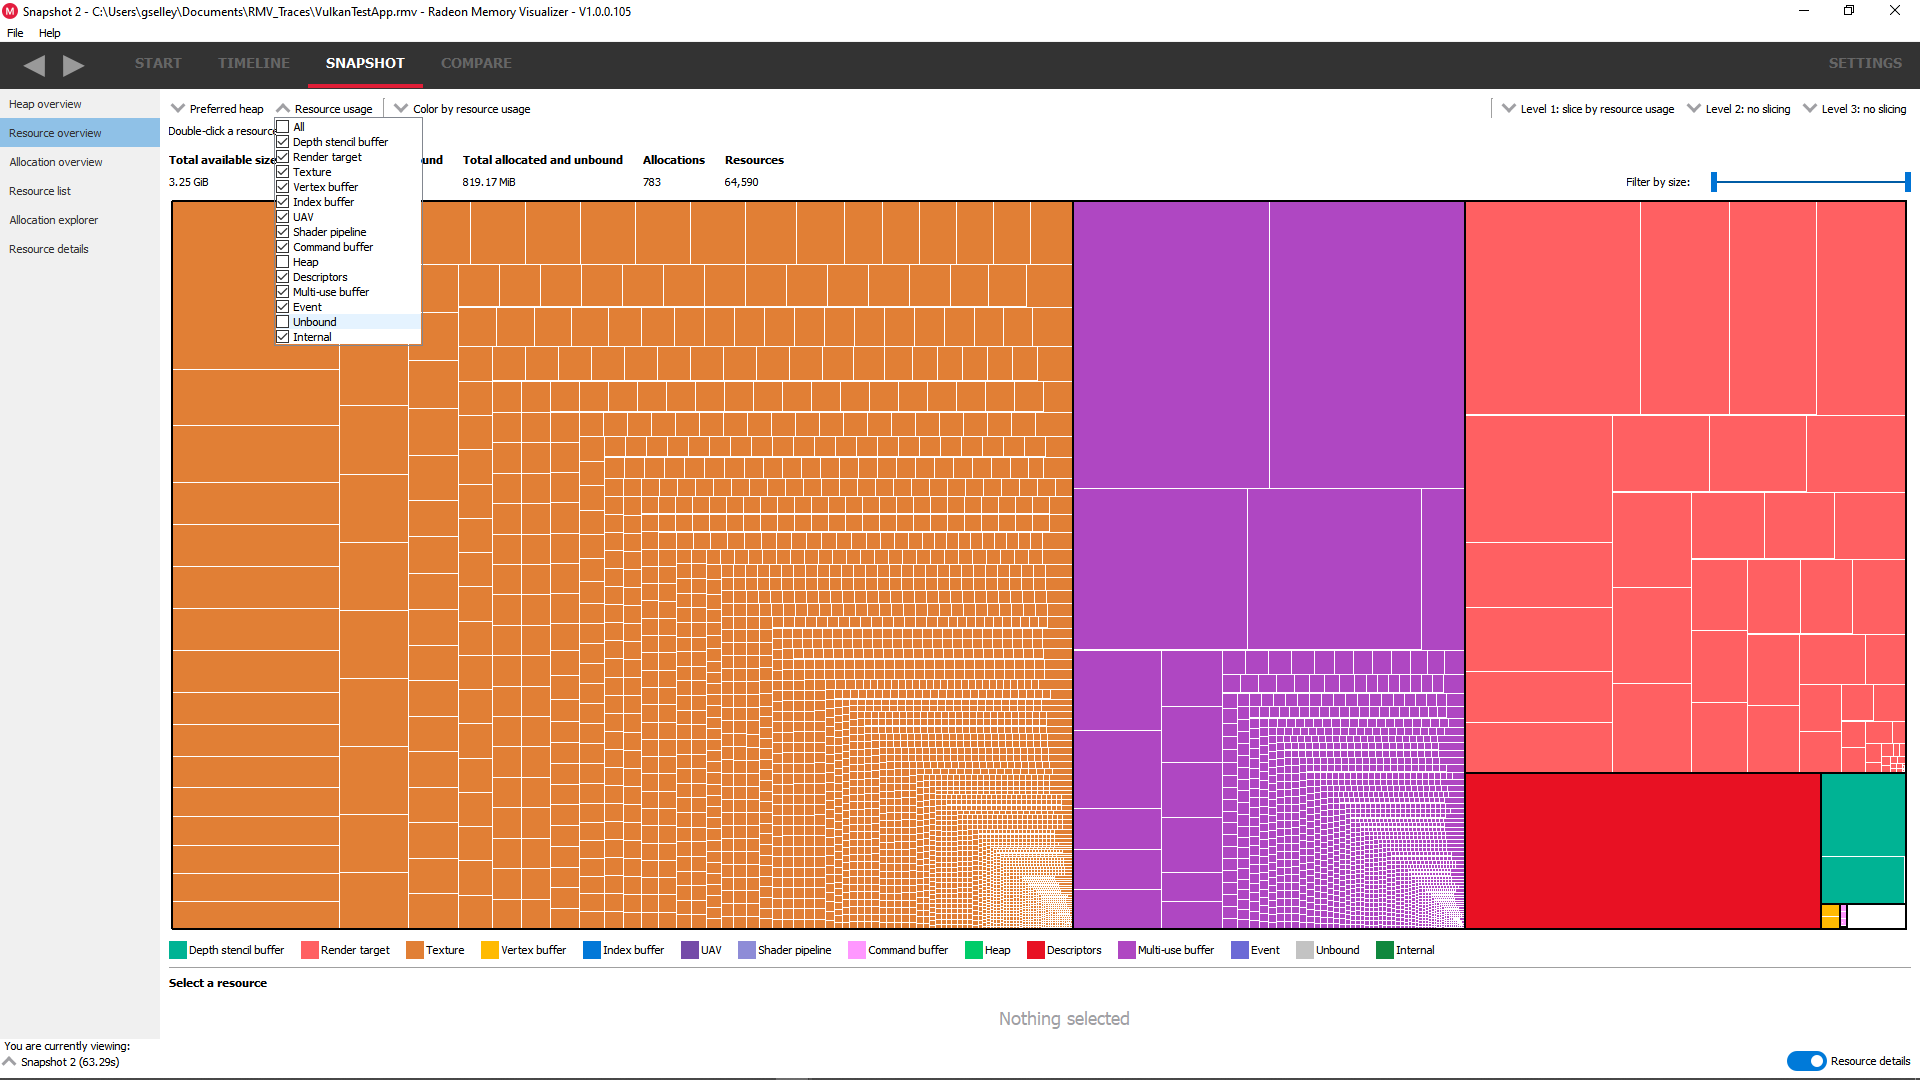 Snapshot 2 - C:\Users\gselley\Documents\RMV_Traces\VulkanTestApp.rmv - Radeon Memory Visualizer - V1.0.0.105
File Help
START TIMELINE SNAPSHOT COMPARE SETTINGS
Heap overview
Resource overview
Allocation overview
Resource list
Allocation explorer
Resource details
Preferred heap Resource usage Color by resource usage Level 1: slice by resource usage Level 2: no slicing Level 3: no slicing
Double-click a resourc
All
Depth stencil buffer
Render target
Texture
Vertex buffer
Index buffer
UAV
Shader pipeline
Command buffer
Heap
Descriptors
Multi-use buffer
Event
Unbound
Internal
Total available size und Total allocated and unbound Allocations Resources
3.25 GiB 819.17 MiB 783 64,590
Filter by size:
Depth stencil buffer Render target Texture Vertex buffer Index buffer UAV Shader pipeline Command buffer Heap Descriptors Multi-use buffer Event Unbound Internal
Select a resource
Nothing selected
You are currently viewing:
Snapshot 2 (63.29s)
Resource details